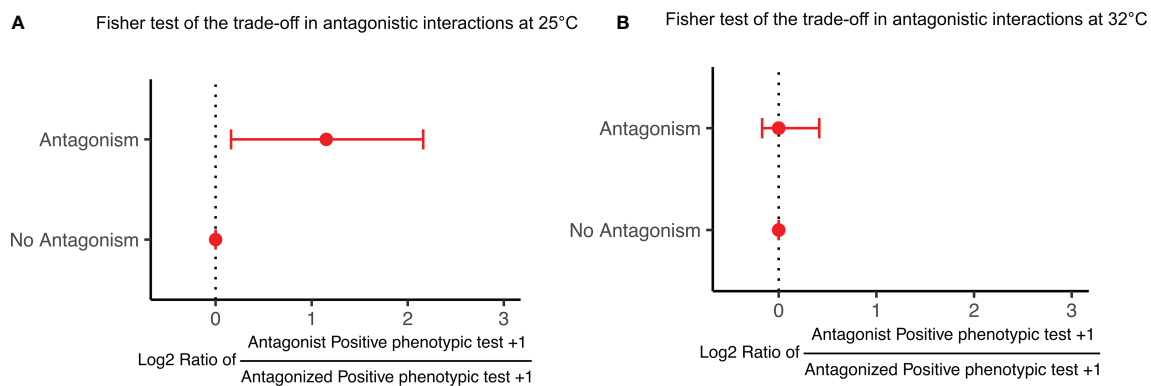 A
Fisher test of the trade-off in antagonistic interactions at 25°C
Antagonism
No Antagonism
0 1 2 3
Log2 Ratio of
Antagonist Positive phenotypic test +1
Antagonized Positive phenotypic test +1
B
Fisher test of the trade-off in antagonistic interactions at 32°C
Antagonism
No Antagonism
0 1 2 3
Log2 Ratio of
Antagonist Positive phenotypic test +1
Antagonized Positive phenotypic test +1